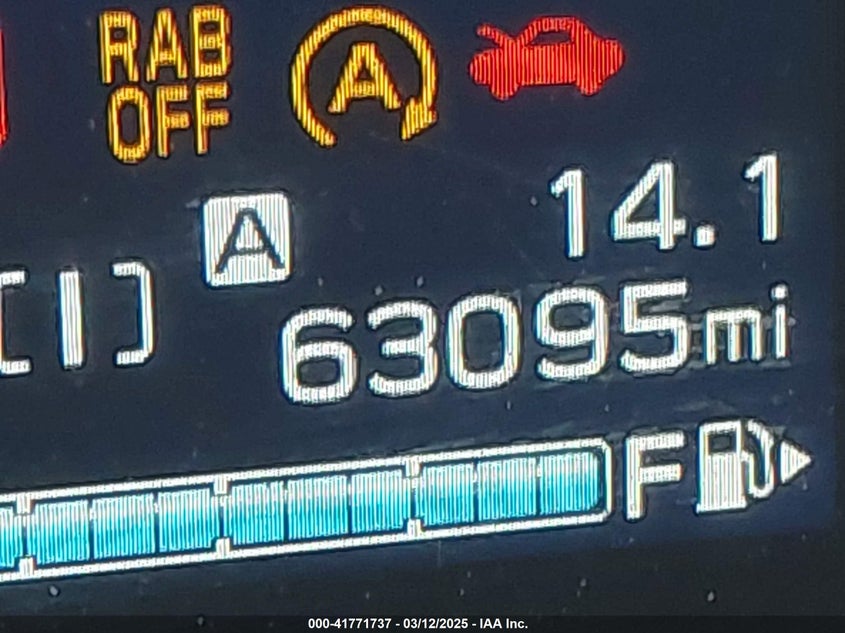 RAB
OFF
A
A
14.1
[I]
63095mi
F
000-41771737 - 03/12/2025 - IAA Inc.